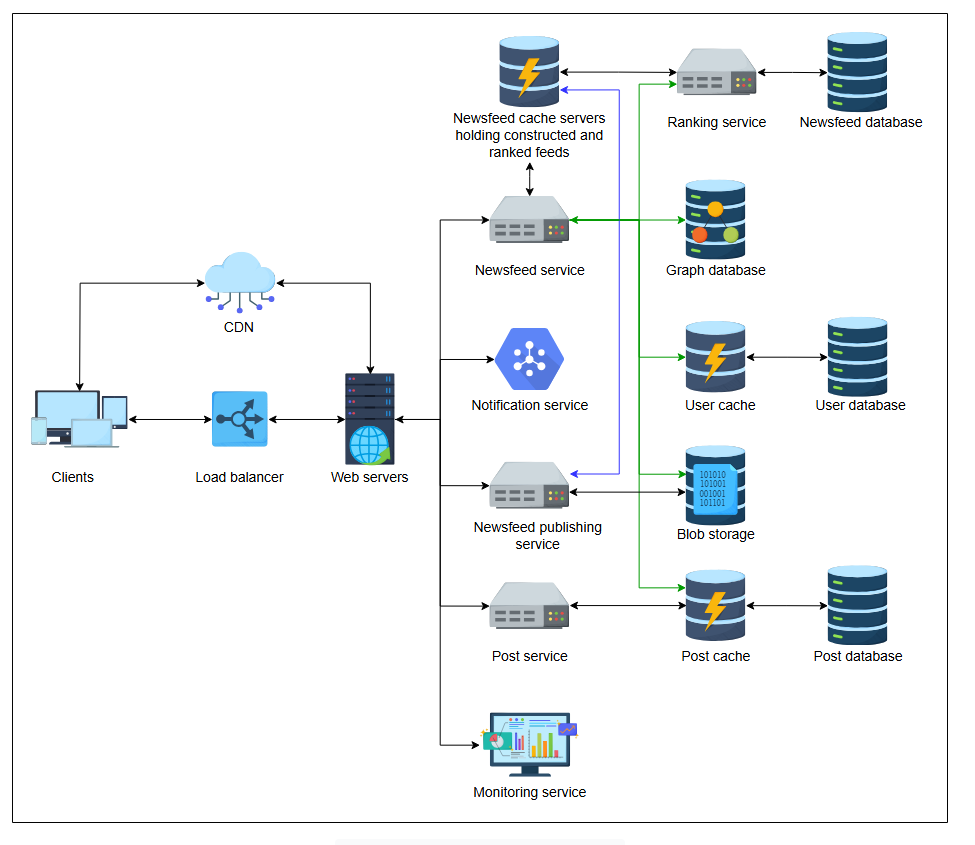 Newsfeed cache servers
holding constructed and
ranked feeds
Ranking service
Newsfeed database
Newsfeed service
Graph database
CDN
Notification service
User cache
User database
Clients
Load balancer
Web servers
101010
101001
001001
101101
Newsfeed publishing
service
Blob storage
Post service
Post cache
Post database
Monitoring service